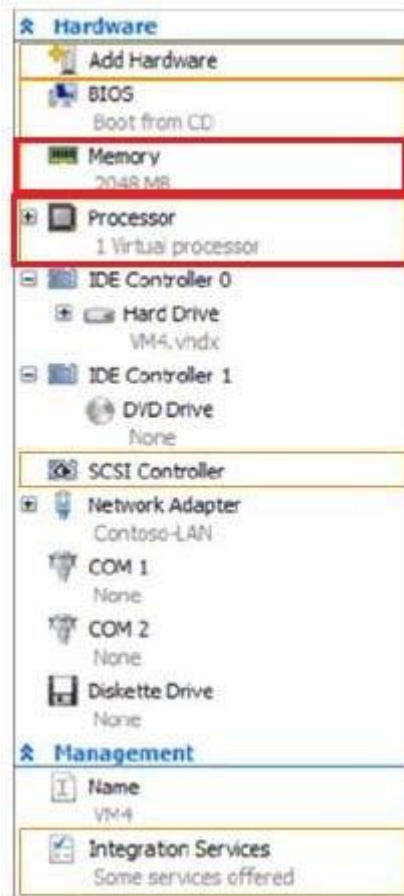 Hardware
Add Hardware
BIOS
Boot from CD
Memory
2048 MB
Processor
1 Virtual processor
IDE Controller 0
Hard Drive
VM4.vhdx
IDE Controller 1
DVD Drive
None
SCSI Controller
Network Adapter
Contoso-LAN
COM 1
None
COM 2
None
Diskette Drive
None
Management
Name
VM4
Integration Services
Some services offered